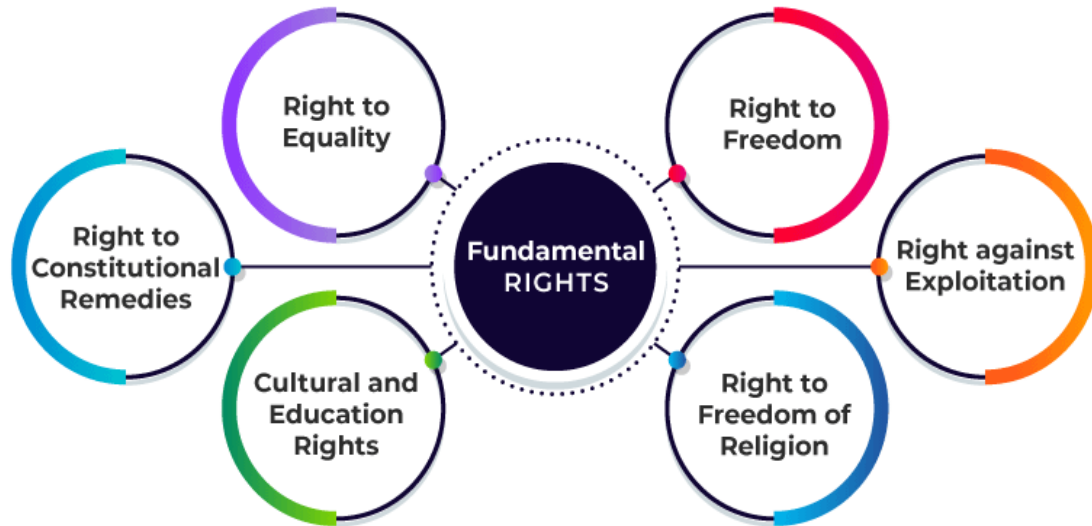 Right to
Equality
Right to
Freedom
Right to
Constitutional
Remedies
Fundamental
RIGHTS
Right against
Exploitation
Cultural and
Education
Rights
Right to
Freedom of
Religion